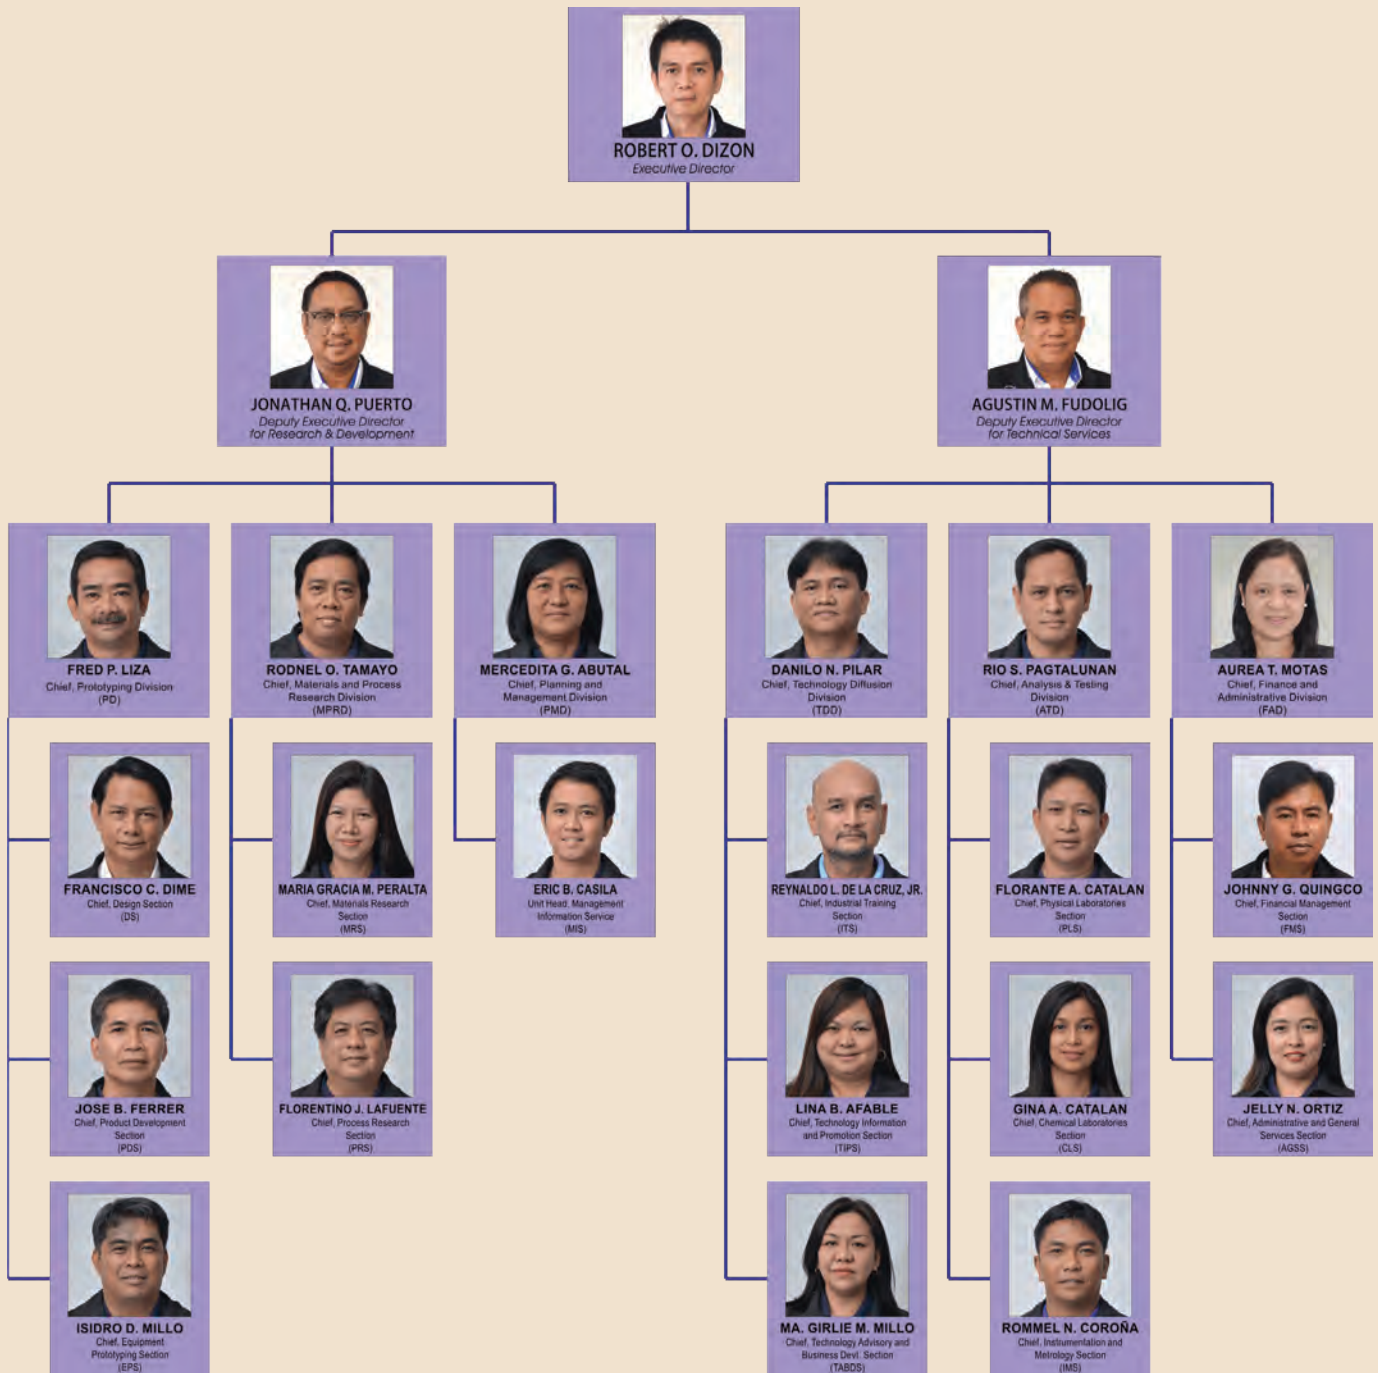 ROBERT O. DIZON
Executive Director
JONATHAN Q. PUERTO
Deputy Executive Director
for Research & Development
AGUSTIN M. FUDOLIG
Deputy Executive Director
for Technical Services
FRED P. LIZA
Chief, Prototyping Division
(PD)
RODNEL O. TAMAYO
Chief, Materials and Process
Research Division
(MPRD)
MERCEDITA G. ABUTAL
Chief, Planning and
Management Division
(PMD)
DANILO N. PILAR
Chief, Technology Diffusion
Division
(TDD)
RIO S. PAGTALUNAN
Chief, Analysis & Testing
Division
(ATD)
AUREA T. MOTAS
Chief, Finance and
Administrative Division
(FAD)
FRANCISCO C. DIME
Chief, Design Section
(DS)
MARIA GRACIA M. PERALTA
Chief, Materials Research
Section
(MRS)
ERIC B. CASILA
Unit Head, Management
Information Service
(MIS)
REYNALDO L. DE LA CRUZ, JR.
Chief, Industrial Training
Section
(ITS)
FLORANTE A. CATALAN
Chief, Physical Laboratories
Section
(PLS)
JOHNNY G. QUINGCO
Chief, Financial Management
Section
(FMS)
JOSE B. FERRER
Chief, Product Development
Section
(PDS)
FLORENTINO J. LAFUENTE
Chief, Process Research
Section
(PRS)
LINA B. AFABLE
Chief, Technology Information
and Promotion Section
(TIPS)
GINA A. CATALAN
Chief, Chemical Laboratories
Section
(CLS)
JELLY N. ORTIZ
Chief, Administrative and General
Services Section
(AGSS)
ISIDRO D. MILLO
Chief, Equipment
Prototyping Section
(EPS)
MA. GIRLIE M. MILLO
Chief, Technology Advisory and
Business Devl. Section
(TABDS)
ROMMEL N. COROÑA
Chief, Instrumentation and
Metrology Section
(IMS)